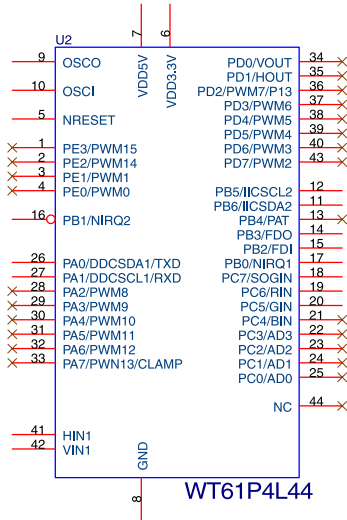 U2
7
6
VDD5V
VDD3.3V
9 OSCO
10 OSCI
5 NRESET
1 PE3/PWM15
2 PE2/PWM14
3 PE1/PWM1
4 PE0/PWM0
16 PB1/NIRQ2
26 PA0/DDCSDA1/TXD
27 PA1/DDCSCL1/RXD
28 PA2/PWM8
29 PA3/PWM9
30 PA4/PWM10
31 PA5/PWM11
32 PA6/PWM12
33 PA7/PWN13/CLAMP
41 HIN1
42 VIN1
PD0/VOUT 34
PD1/HOUT 35
PD2/PWM7/P13 36
PD3/PWM6 37
PD4/PWM5 38
PD5/PWM4 39
PD6/PWM3 40
PD7/PWM2 43
PB5/IICSCL2 12
PB6/IICSDA2 11
PB4/PAT 13
PB3/FDO 14
PB2/FDI 15
PB0/NIRQ1 17
PC7/SOGIN 18
PC6/RIN 19
PC5/GIN 20
PC4/BIN 21
PC3/AD3 22
PC2/AD2 23
PC1/AD1 24
PC0/AD0 25
NC 44
GND
8
WT61P4L44